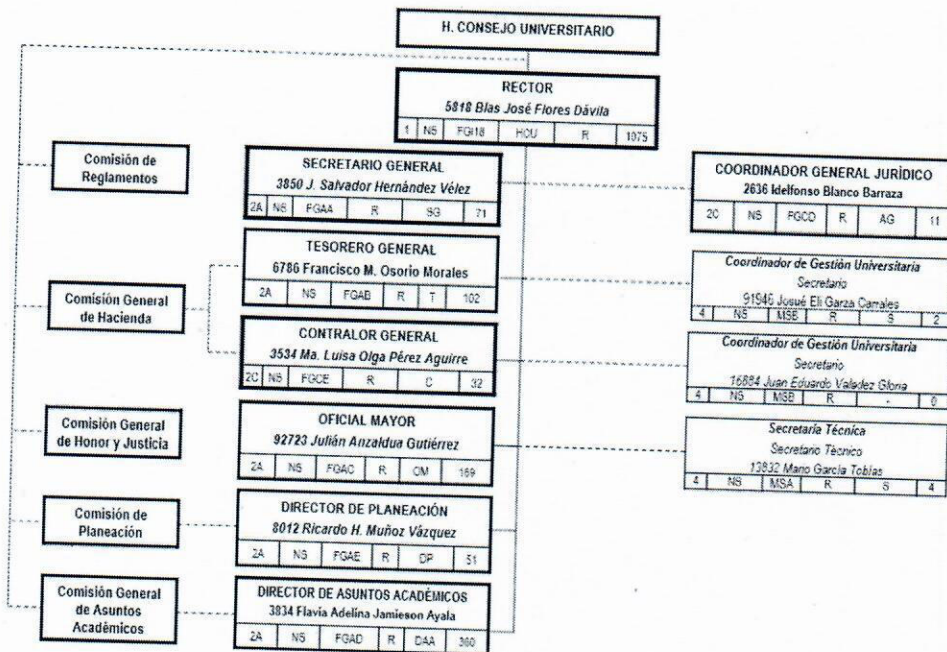 H. CONSEJO UNIVERSITARIO
RECTOR
5818 Blas José Flores Dávila
1 N5 FGI18 HCU R 1075
Comisión de
Reglamentos
SECRETARIO GENERAL
3850 J. Salvador Hernández Vélez
2A NS FGAA R SG 71
COORDINADOR GENERAL JURÍDICO
2636 Idelfonso Blanco Barraza
2C NS FGCD R AG 11
Comisión General
de Hacienda
TESORERO GENERAL
6786 Francisco M. Osorio Morales
2A NS FGAB R T 102
Coordinador de Gestión Universitaria
Secretario
91946 Josué Eli Garza Carrales
4 NS MSB R S 2
CONTRALOR GENERAL
3534 Ma. Luisa Olga Pérez Aguirre
2C NS FGCE R C 32
Coordinador de Gestión Universitaria
Secretario
16884 Juan Eduardo Valadez Gloria
4 NS MSB R - 0
Comisión General
de Honor y Justicia
OFICIAL MAYOR
92723 Julián Anzaldua Gutiérrez
2A NS FGAC R OM 169
Secretaría Técnica
Secretario Técnico
13832 Mario García Tobías
4 NS MSA R S 4
Comisión de
Planeación
DIRECTOR DE PLANEACIÓN
8012 Ricardo H. Muñoz Vázquez
2A NS FGAE R DP 51
Comisión General
de Asuntos
Académicos
DIRECTOR DE ASUNTOS ACADÉMICOS
3834 Flavia Adelina Jamieson Ayala
2A NS FGAD R DAA 360